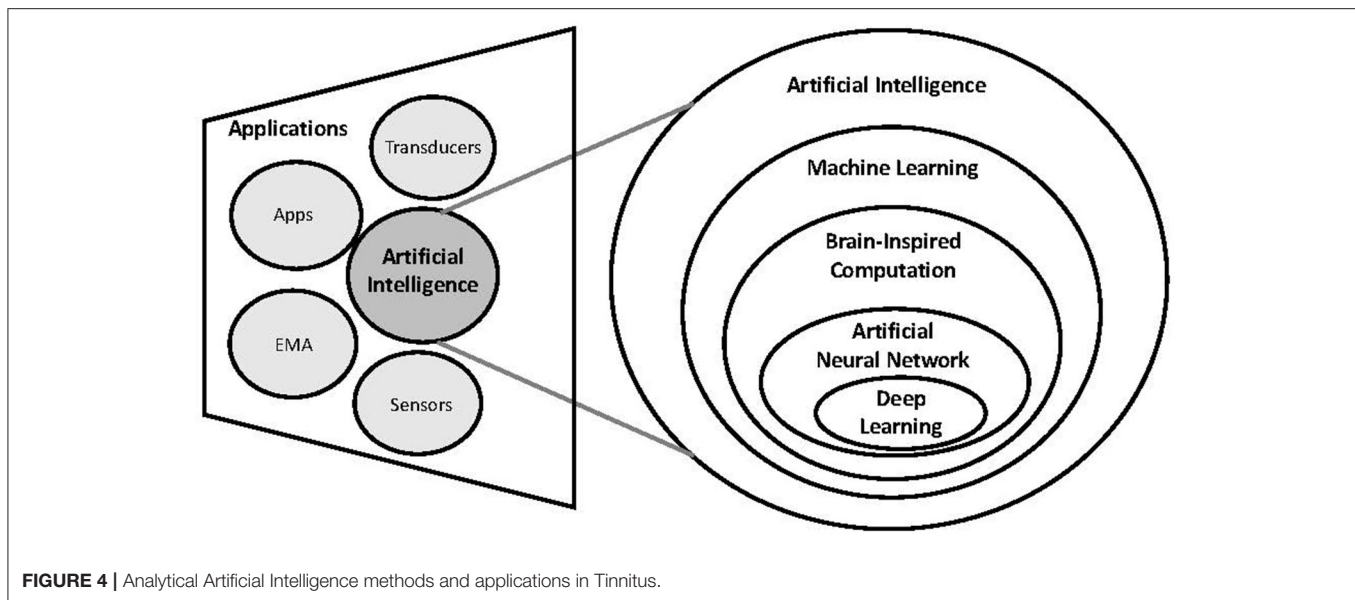 Applications
Transducers
Apps
Artificial
Intelligence
EMA
Sensors
Artificial Intelligence
Machine Learning
Brain-Inspired
Computation
Artificial
Neural Network
Deep
Learning
FIGURE 4 | Analytical Artificial Intelligence methods and applications in Tinnitus.